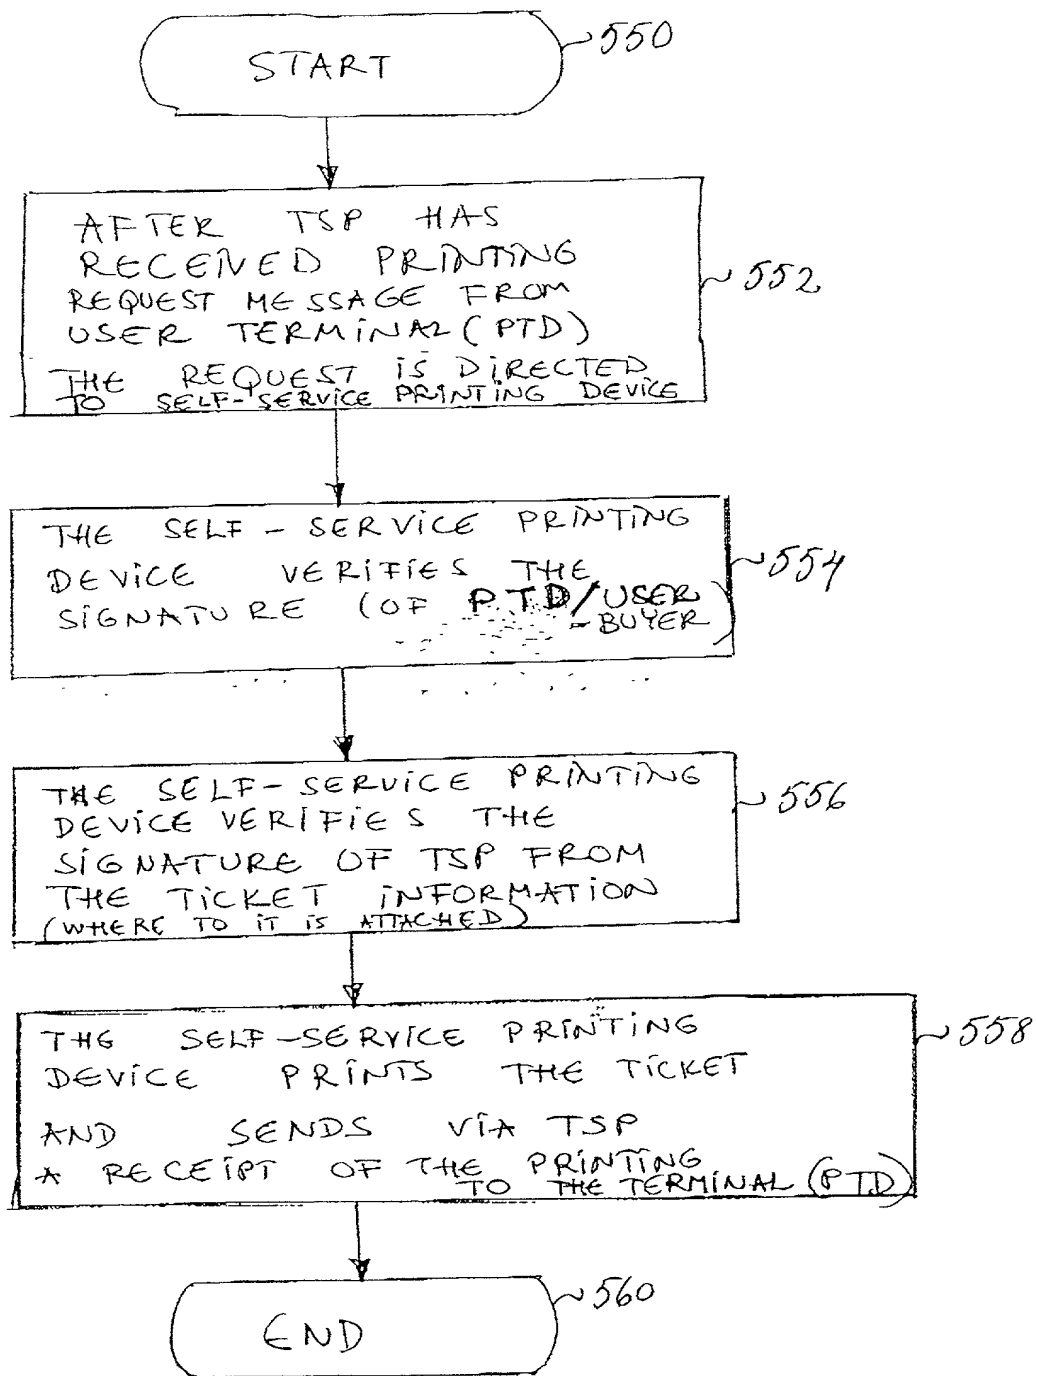 START
550
AFTER TSP HAS
RECEIVED PRINTING
REQUEST MESSAGE FROM
USER TERMINAL (PTD)
THE REQUEST IS DIRECTED
TO SELF-SERVICE PRINTING DEVICE
552
THE SELF-SERVICE PRINTING
DEVICE VERIFIES THE
SIGNATURE (OF PTD/USER
-BUYER)
554
THE SELF-SERVICE PRINTING
DEVICE VERIFIES THE
SIGNATURE OF TSP FROM
THE TICKET INFORMATION
(WHERE TO IT IS ATTACHED)
556
THE SELF-SERVICE PRINTING
DEVICE PRINTS THE TICKET
AND SENDS VIA TSP
A RECEIPT OF THE PRINTING
TO THE TERMINAL (PTD)
558
END
560